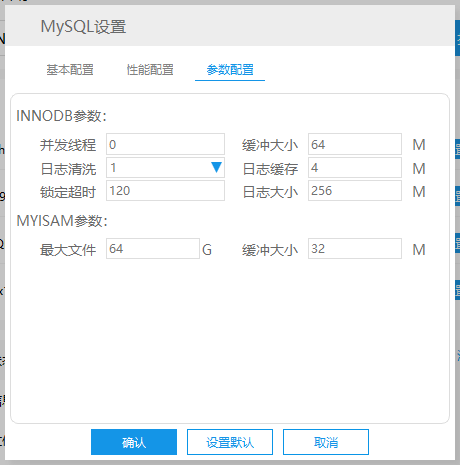 MySQL设置
基本配置 性能配置 参数配置
INNODB参数:
并发线程 0 缓冲大小 64 M
日志清洗 1 日志缓存 4 M
锁定超时 120 日志大小 256 M
MYISAM参数:
最大文件 64 G 缓冲大小 32 M
确认 设置默认 取消